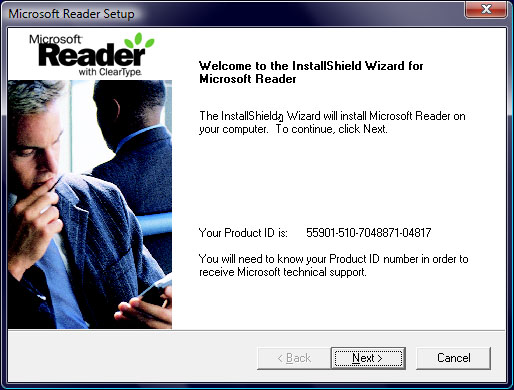 Microsoft Reader Setup
Microsoft
Reader
with ClearType
Welcome to the InstallShield Wizard for
Microsoft Reader
The InstallShield® Wizard will install Microsoft Reader on
your computer. To continue, click Next.
Your Product ID is: 55901-510-7048871-04817
You will need to know your Product ID number in order to
receive Microsoft technical support.
< Back
Next >
Cancel